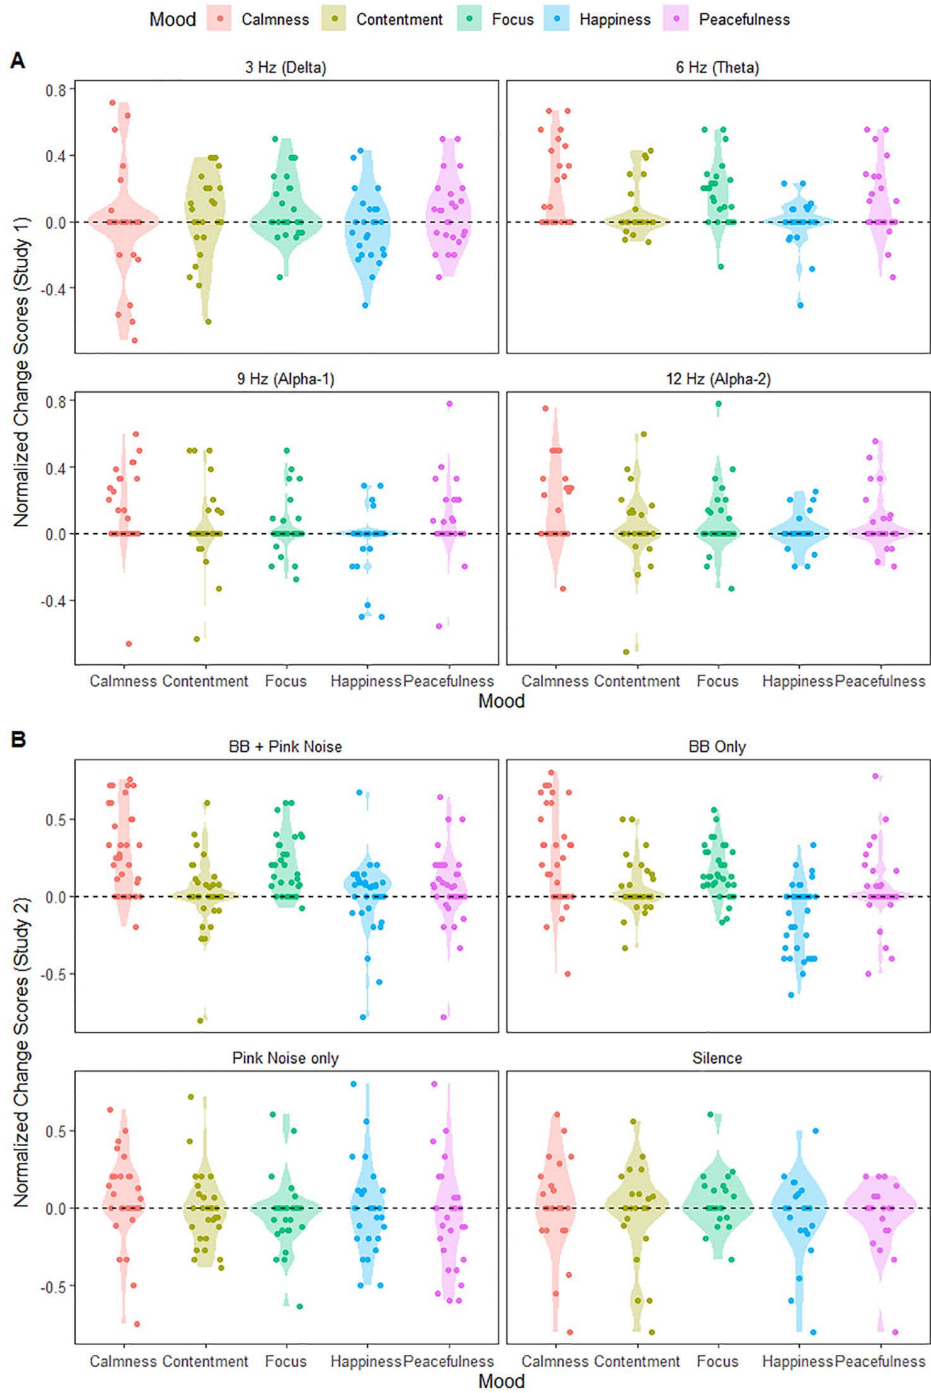 Mood Calmness Contentment Focus Happiness Peacefulness
A
3 Hz (Delta) 6 Hz (Theta)
0.8
0.4
0.0
-0.4
9 Hz (Alpha-1) 12 Hz (Alpha-2)
0.8
0.4
0.0
-0.4
Normalized Change Scores (Study 1)
Calmness Contentment Focus Happiness Peacefulness Calmness Contentment Focus Happiness Peacefulness
Mood
B
BB + Pink Noise BB Only
0.5
0.0
-0.5
Pink Noise only Silence
0.5
0.0
-0.5
Normalized Change Scores (Study 2)
Calmness Contentment Focus Happiness Peacefulness Calmness Contentment Focus Happiness Peacefulness
Mood